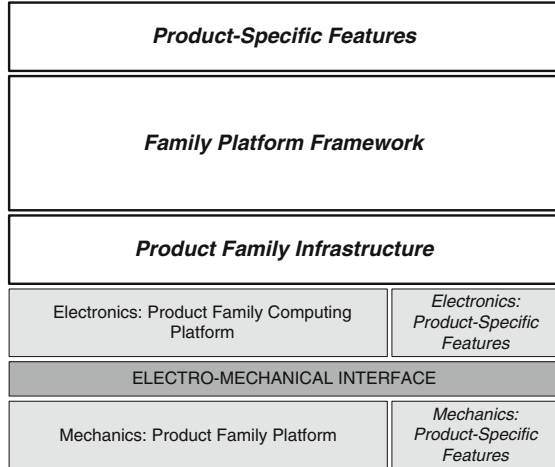 Product-Specific Features
Family Platform Framework
Product Family Infrastructure
Electronics: Product Family Computing
Platform
Electronics:
Product-Specific
Features
ELECTRO-MECHANICAL INTERFACE
Mechanics: Product Family Platform
Mechanics:
Product-Specific
Features